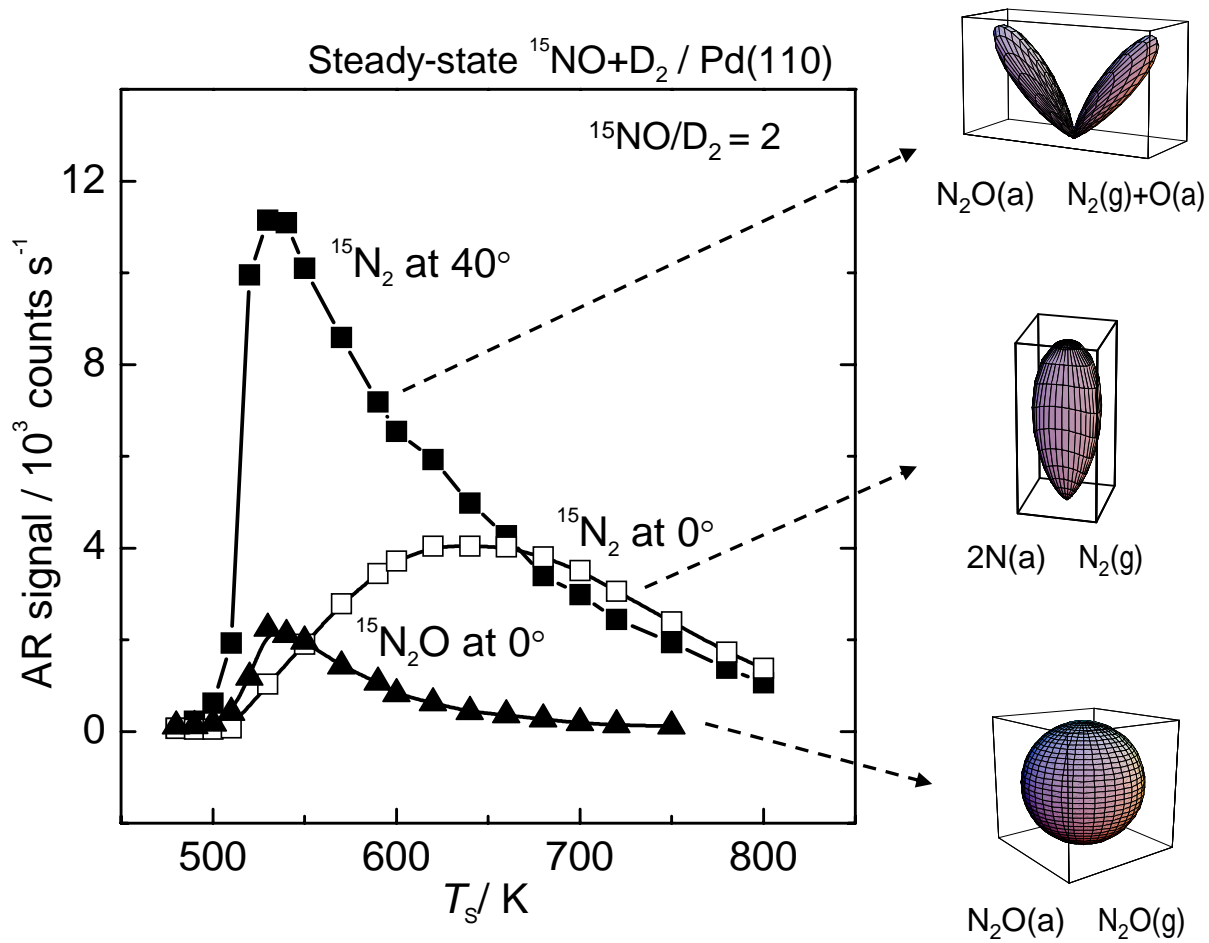 Steady-state ¹⁵NO+D₂ / Pd(110)
¹⁵NO/D₂ = 2
12
8
4
0
AR signal / 10³ counts s⁻¹
¹⁵N₂ at 40°
¹⁵N₂ at 0°
¹⁵N₂O at 0°
500 600 700 800
Tₛ/ K
N₂O(a) N₂(g)+O(a)
2N(a) N₂(g)
N₂O(a) N₂O(g)